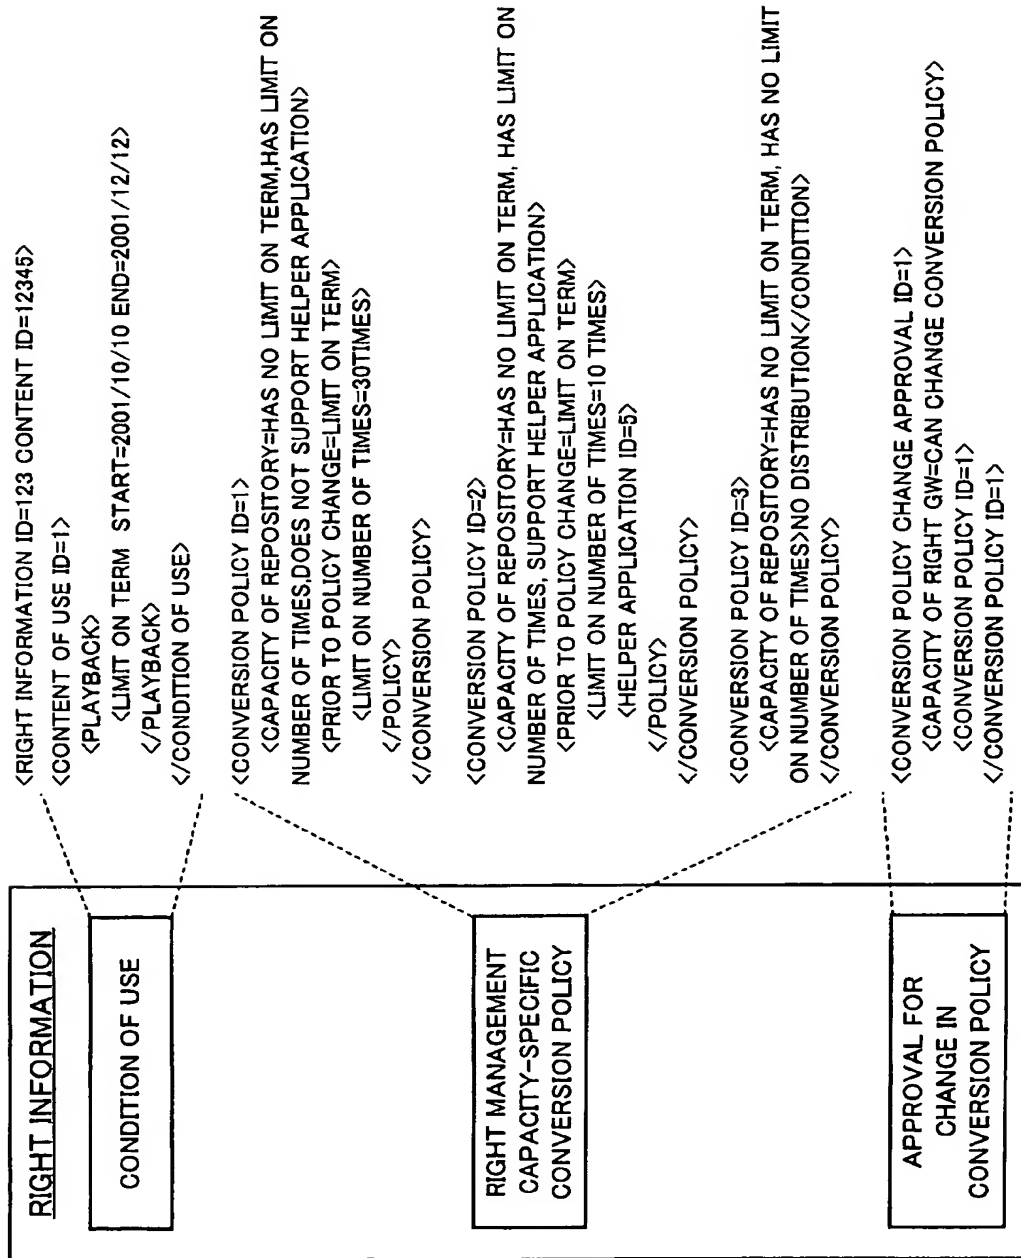 RIGHT INFORMATION
CONDITION OF USE
RIGHT MANAGEMENT
CAPACITY-SPECIFIC
CONVERSION POLICY
APPROVAL FOR
CHANGE IN
CONVERSION POLICY
<RIGHT INFORMATION ID=123 CONTENT ID=12345>
<CONTENT OF USE ID=1>
<PLAYBACK>
<LIMIT ON TERM START=2001/10/10 END=2001/12/12>
</PLAYBACK>
</CONDITION OF USE>
<CONVERSION POLICY ID=1>
<CAPACITY OF REPOSITORY=HAS NO LIMIT ON TERM,HAS LIMIT ON
NUMBER OF TIMES,DOES NOT SUPPORT HELPER APPLICATION>
<PRIOR TO POLICY CHANGE=LIMIT ON TERM>
<LIMIT ON NUMBER OF TIMES=30TIMES>
</POLICY>
</CONVERSION POLICY>
<CONVERSION POLICY ID=2>
<CAPACITY OF REPOSITORY=HAS NO LIMIT ON TERM, HAS LIMIT ON
NUMBER OF TIMES, SUPPORT HELPER APPLICATION>
<PRIOR TO POLICY CHANGE=LIMIT ON TERM>
<LIMIT ON NUMBER OF TIMES=10 TIMES>
<HELPER APPLICATION ID=5>
</POLICY>
</CONVERSION POLICY>
<CONVERSION POLICY ID=3>
<CAPACITY OF REPOSITORY=HAS NO LIMIT ON TERM, HAS NO LIMIT
ON NUMBER OF TIMES>NO DISTRIBUTION</CONDITION>
</CONVERSION POLICY>
<CONVERSION POLICY CHANGE APPROVAL ID=1>
<CAPACITY OF RIGHT GW=CAN CHANGE CONVERSION POLICY>
<CONVERSION POLICY ID=1>
</CONVERSION POLICY ID=1>